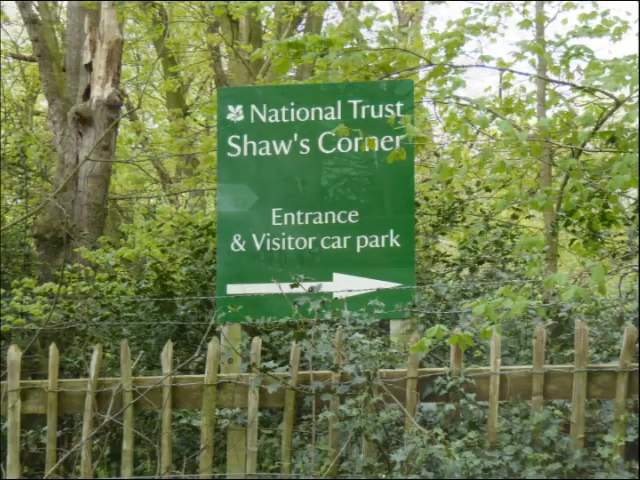 National Trust
Shaw's Corner
Entrance
& Visitor car park